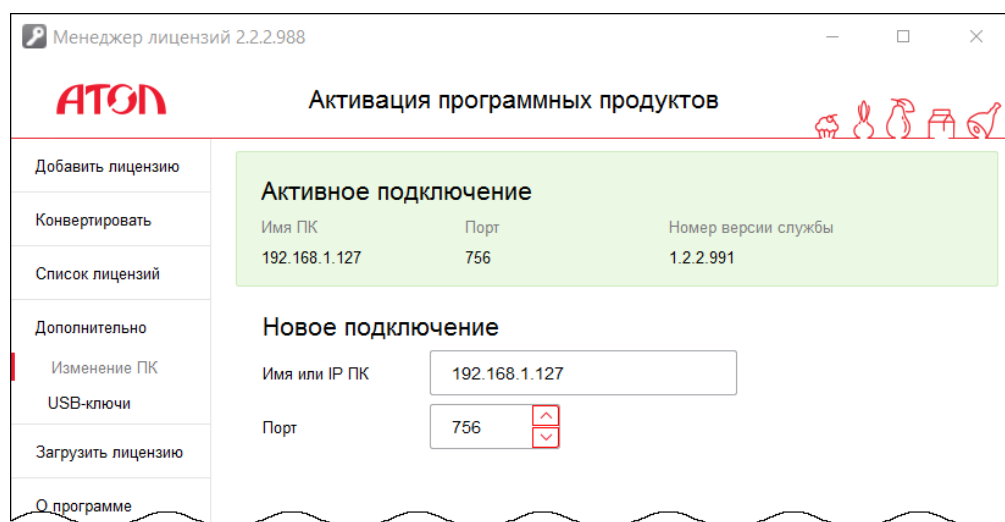 Менеджер лицензий 2.2.2.988
АТОЛ
Активация программных продуктов
Добавить лицензию
Конвертировать
Список лицензий
Дополнительно
Изменение ПК
USB-ключи
Загрузить лицензию
О программе
Активное подключение
Имя ПК Порт Номер версии службы
192.168.1.127 756 1.2.2.991
Новое подключение
Имя или IP ПК 192.168.1.127
Порт 756